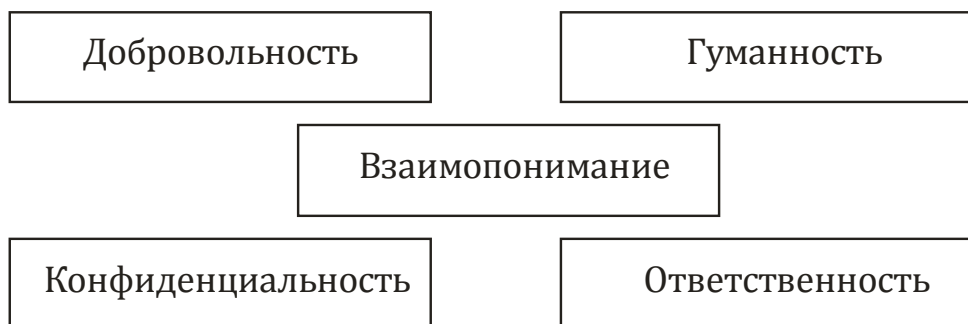 Добровольность
Гуманность
Взаимопонимание
Конфиденциальность
Ответственность